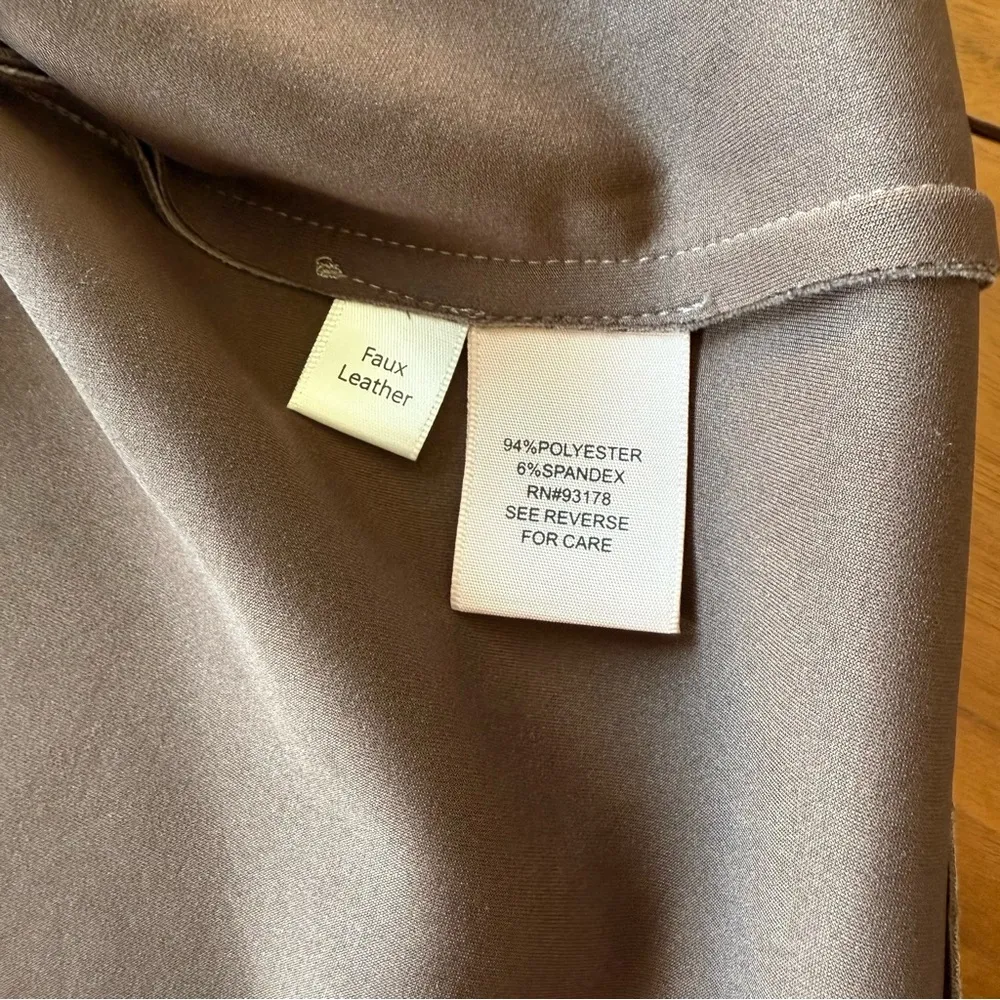 Faux
Leather
94%POLYESTER
6%SPANDEX
RN#93178
SEE REVERSE
FOR CARE